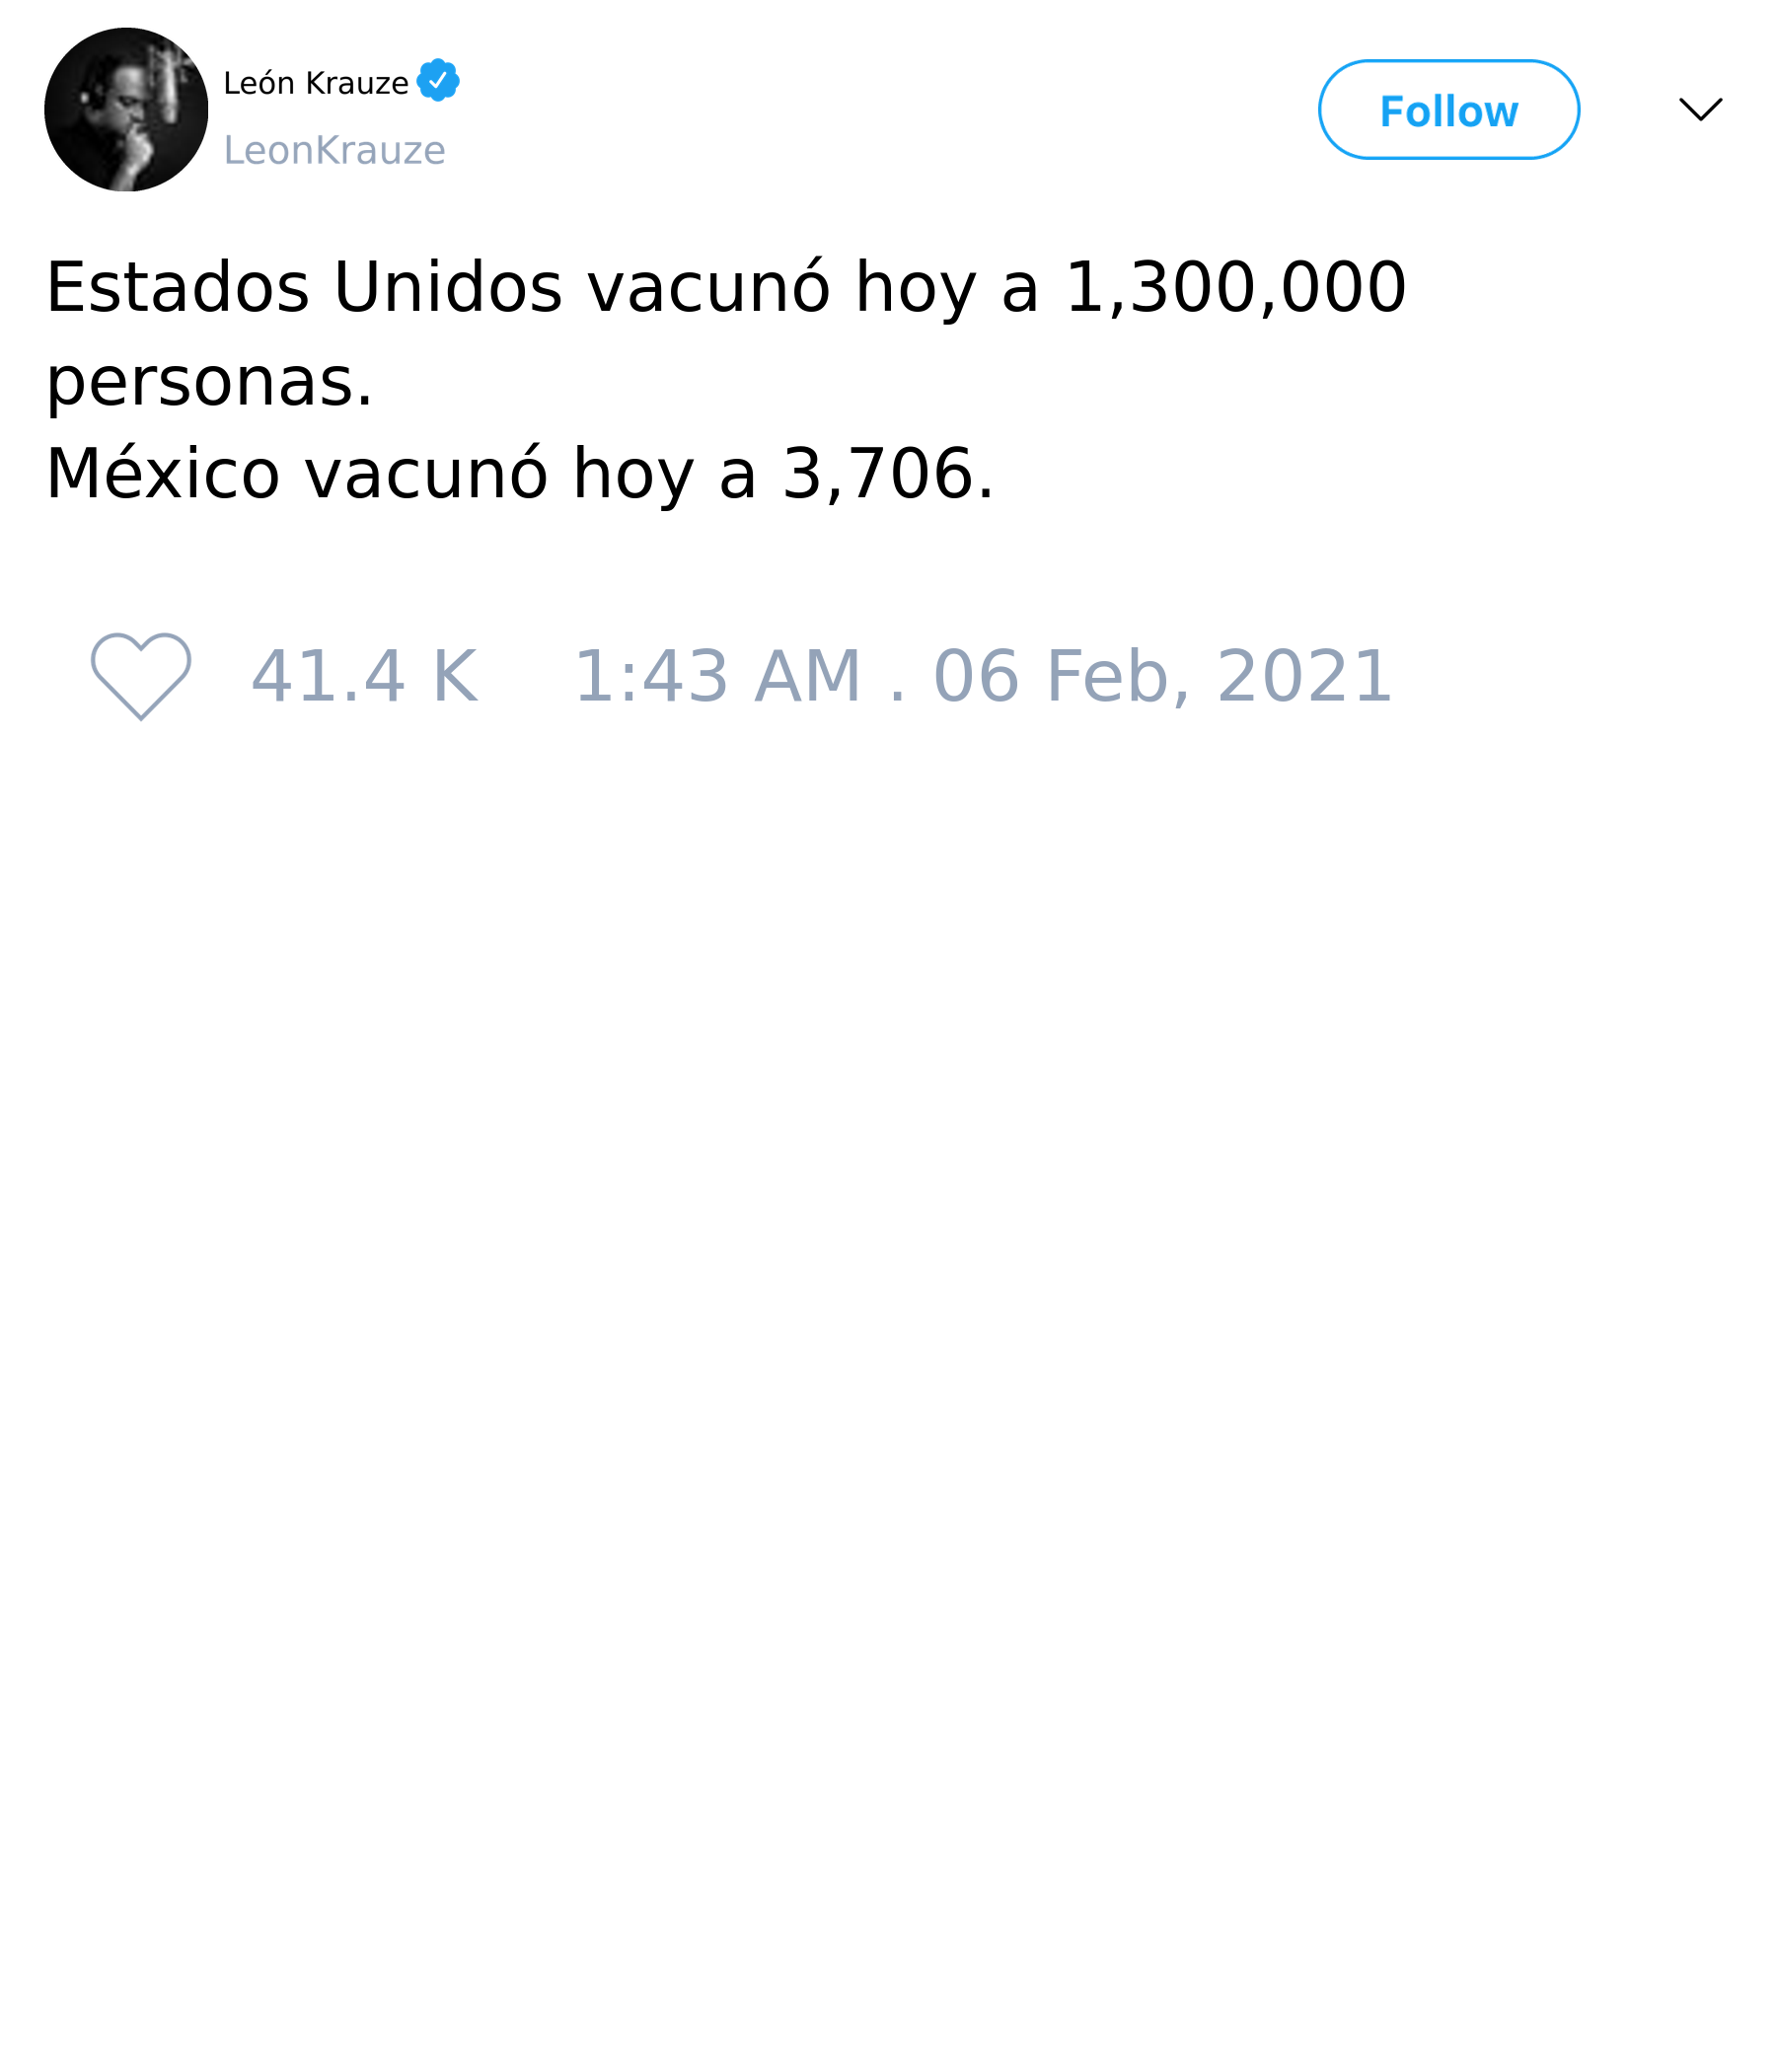 León Krauze
LeonKrauze
Follow
Estados Unidos vacunó hoy a 1,300,000
personas.
México vacunó hoy a 3,706.
41.4 K 1:43 AM . 06 Feb, 2021